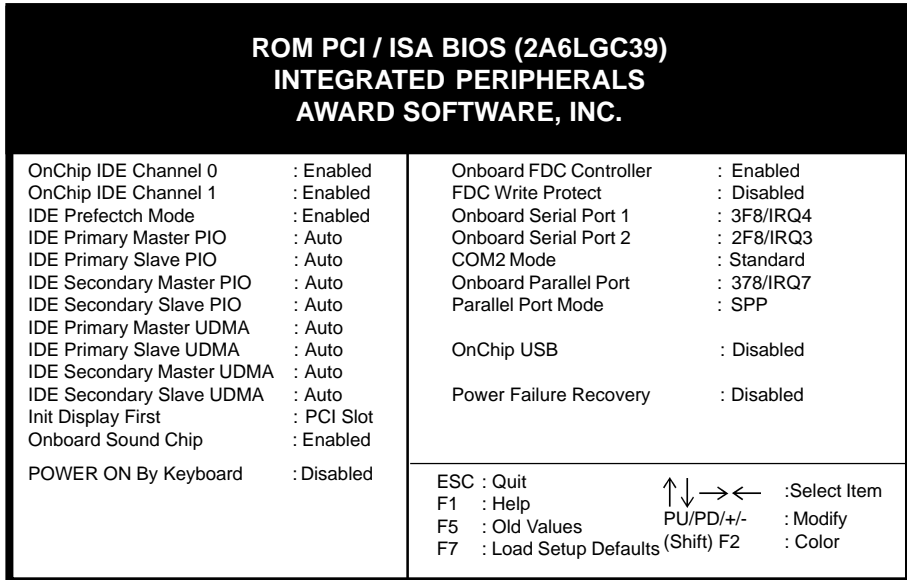 ROM PCI / ISA BIOS (2A6LGC39)
INTEGRATED PERIPHERALS
AWARD SOFTWARE, INC.
OnChip IDE Channel 0 : Enabled
OnChip IDE Channel 1 : Enabled
IDE Prefectch Mode : Enabled
IDE Primary Master PIO : Auto
IDE Primary Slave PIO : Auto
IDE Secondary Master PIO : Auto
IDE Secondary Slave PIO : Auto
IDE Primary Master UDMA : Auto
IDE Primary Slave UDMA : Auto
IDE Secondary Master UDMA : Auto
IDE Secondary Slave UDMA : Auto
Init Display First : PCI Slot
Onboard Sound Chip : Enabled
POWER ON By Keyboard : Disabled
Onboard FDC Controller : Enabled
FDC Write Protect : Disabled
Onboard Serial Port 1 : 3F8/IRQ4
Onboard Serial Port 2 : 2F8/IRQ3
COM2 Mode : Standard
Onboard Parallel Port : 378/IRQ7
Parallel Port Mode : SPP
OnChip USB : Disabled
Power Failure Recovery : Disabled
ESC : Quit ↑↓→← :Select Item
F1 : Help PU/PD/+/- : Modify
F5 : Old Values (Shift) F2 : Color
F7 : Load Setup Defaults